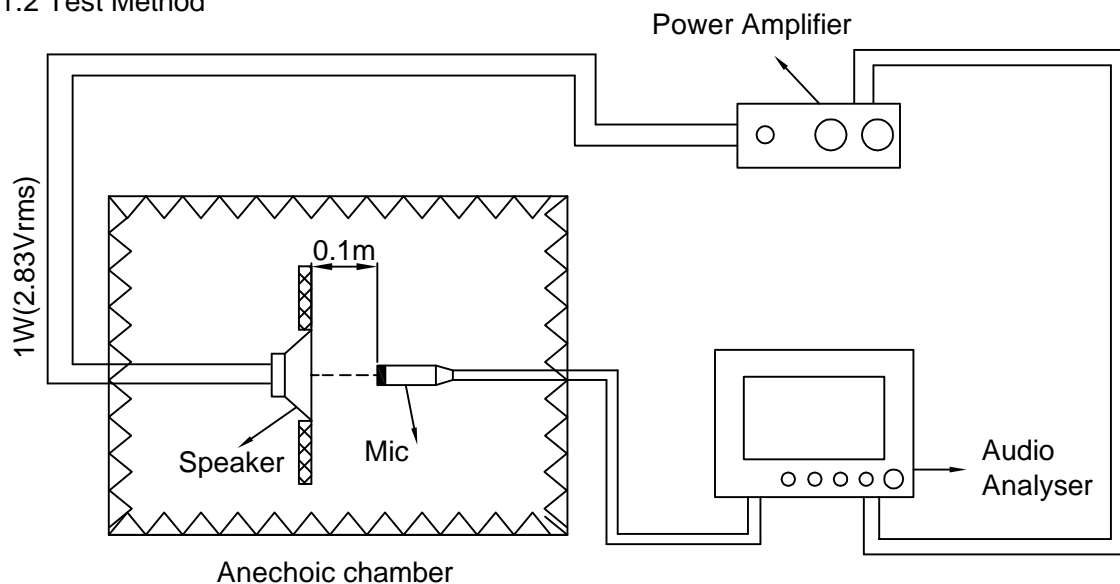 1.2 Test Method
Power Amplifier
1W(2.83Vrms)
0.1m
Speaker
Mic
Audio
Analyser
Anechoic chamber